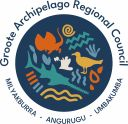 Groote Archipelago Regional Council
MILYAKBURRA - ANGURUGU - UMBAKUMBA